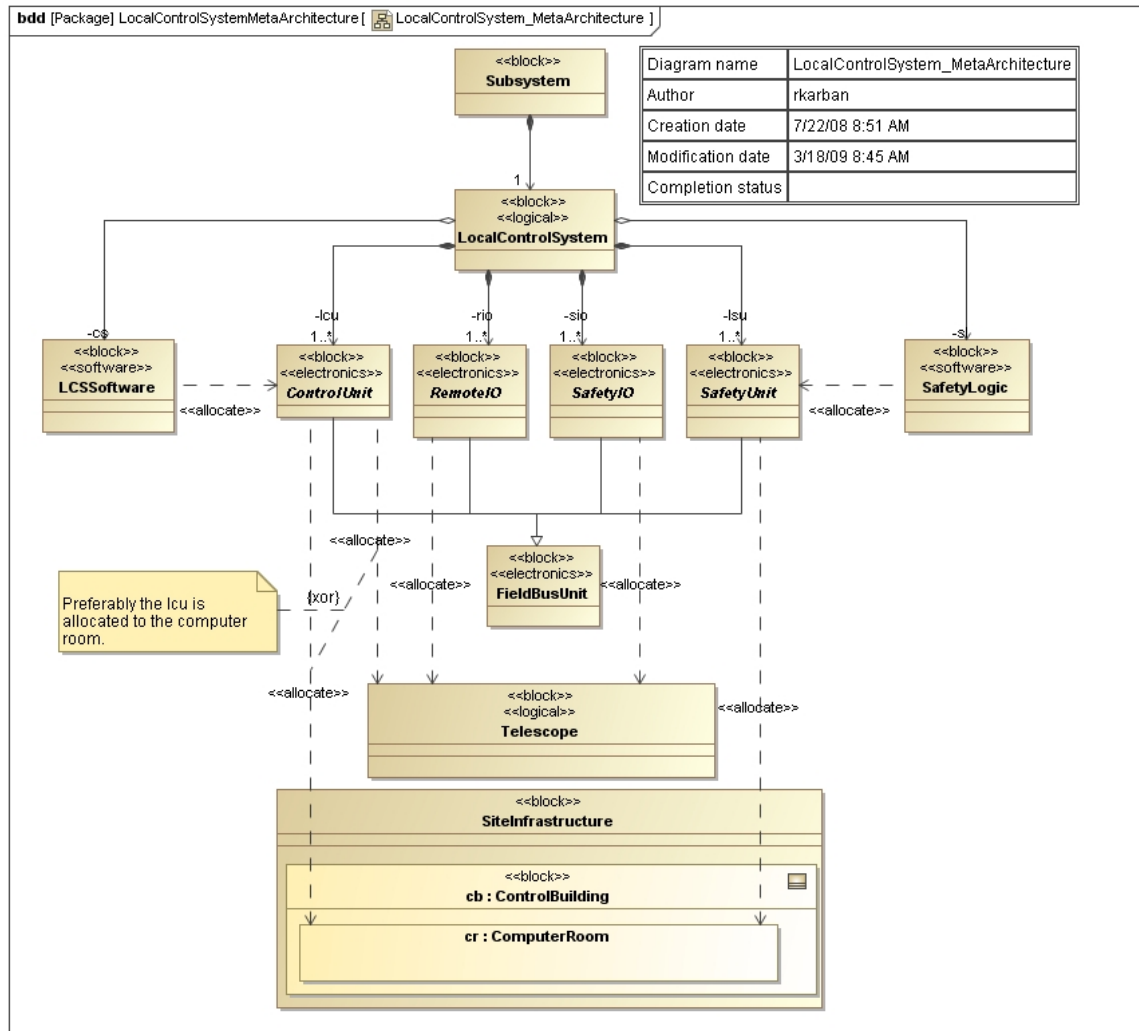 bdd [Package] LocalControlSystemMetaArchitecture [ LocalControlSystem_MetaArchitecture ]
<<block>>
Subsystem
Diagram name LocalControlSystem_MetaArchitecture
Author rkarban
Creation date 7/22/08 8:51 AM
Modification date 3/18/09 8:45 AM
Completion status
1
<<block>>
<<logical>>
LocalControlSystem
-cs
-lcu
1..*
-rio
1..*
-sio
1..*
-lsu
1..*
-sl
<<block>>
<<software>>
LCSSoftware
<<block>>
<<electronics>>
ControlUnit
<<block>>
<<electronics>>
RemoteIO
<<block>>
<<electronics>>
SafetyIO
<<block>>
<<electronics>>
SafetyUnit
<<block>>
<<software>>
SafetyLogic
<<allocate>>
<<allocate>>
<<allocate>>
<<block>>
<<electronics>>
FieldBusUnit
<<allocate>>
<<allocate>>
Preferably the lcu is
allocated to the computer
room.
{xor}
<<allocate>>
<<allocate>>
<<block>>
<<logical>>
Telescope
<<block>>
SiteInfrastructure
<<block>>
cb : ControlBuilding
cr : ComputerRoom